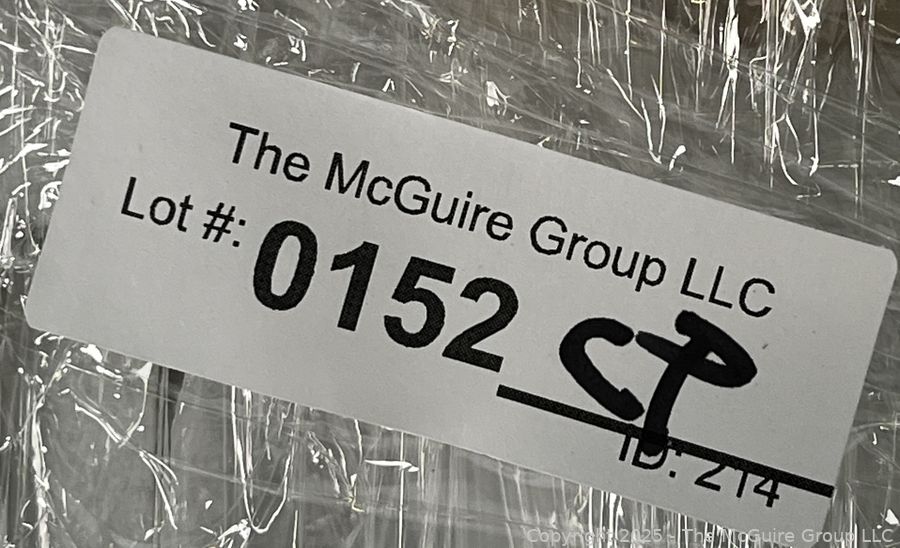 The McGuire Group LLC
Lot #: 0152 CP
ID: 214
Copyright 2025 - The McGuire Group LLC